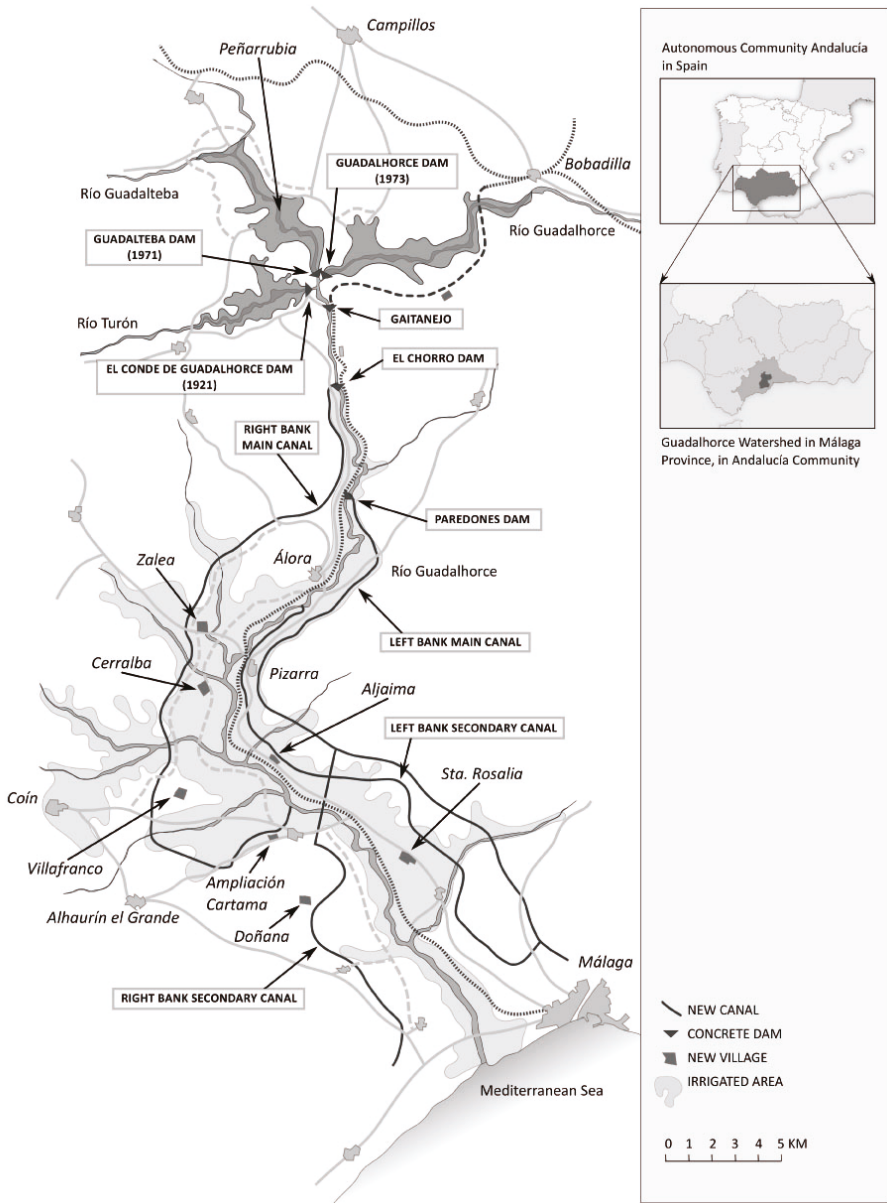 Campillos
Peñarrubia
GUADALHORCE DAM
(1973)
Bobadilla
Río Guadalteba
Río Guadalhorce
GUADALTEBA DAM
(1971)
Río Turón
GAITANEJO
EL CONDE DE GUADALHORCE DAM
(1921)
EL CHORRO DAM
RIGHT BANK
MAIN CANAL
PAREDONES DAM
Zalea
Álora
Río Guadalhorce
LEFT BANK MAIN CANAL
Cerralba
Pizarra
Aljaima
LEFT BANK SECONDARY CANAL
Sta. Rosalia
Coín
Villafranco
Ampliación
Cartama
Alhaurín el Grande
Doñana
Málaga
RIGHT BANK SECONDARY CANAL
Mediterranean Sea
Autonomous Community Andalucía
in Spain
Guadalhorce Watershed in Málaga
Province, in Andalucía Community
NEW CANAL
CONCRETE DAM
NEW VILLAGE
IRRIGATED AREA
0 1 2 3 4 5 KM